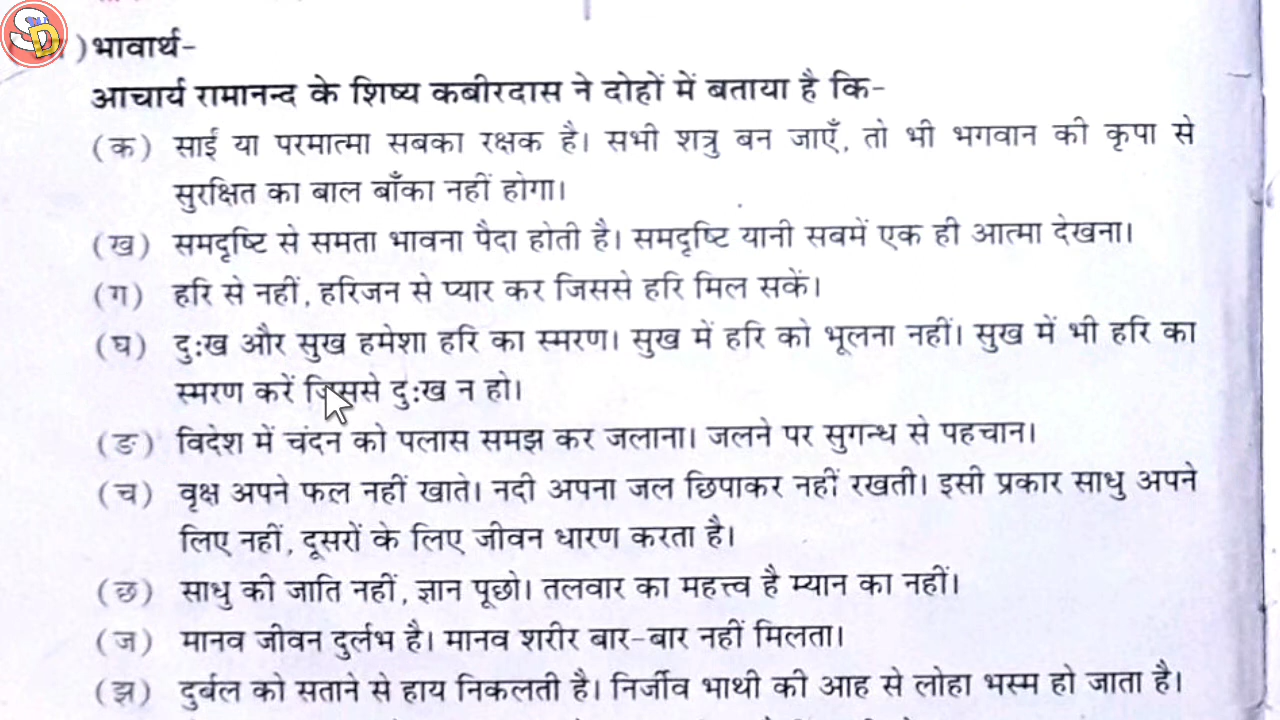 SD
) भावार्थ-
आचार्य रामानन्द के शिष्य कबीरदास ने दोहों में बताया है कि-
(क) साईं या परमात्मा सबका रक्षक है। सभी शत्रु बन जाएँ, तो भी भगवान की कृपा से
सुरक्षित का बाल बाँका नहीं होगा।
(ख) समदृष्टि से समता भावना पैदा होती है। समदृष्टि यानी सबमें एक ही आत्मा देखना।
(ग) हरि से नहीं, हरिजन से प्यार कर जिससे हरि मिल सकें।
(घ) दुःख और सुख हमेशा हरि का स्मरण। सुख में हरि को भूलना नहीं। सुख में भी हरि का
स्मरण करें जिससे दुःख न हो।
(ङ) विदेश में चंदन को पलास समझ कर जलाना। जलने पर सुगन्ध से पहचान।
(च) वृक्ष अपने फल नहीं खाते। नदी अपना जल छिपाकर नहीं रखती। इसी प्रकार साधु अपने
लिए नहीं, दूसरों के लिए जीवन धारण करता है।
(छ) साधु की जाति नहीं, ज्ञान पूछो। तलवार का महत्त्व है म्यान का नहीं।
(ज) मानव जीवन दुर्लभ है। मानव शरीर बार-बार नहीं मिलता।
(झ) दुर्बल को सताने से हाय निकलती है। निर्जीव भाथी की आह से लोहा भस्म हो जाता है।